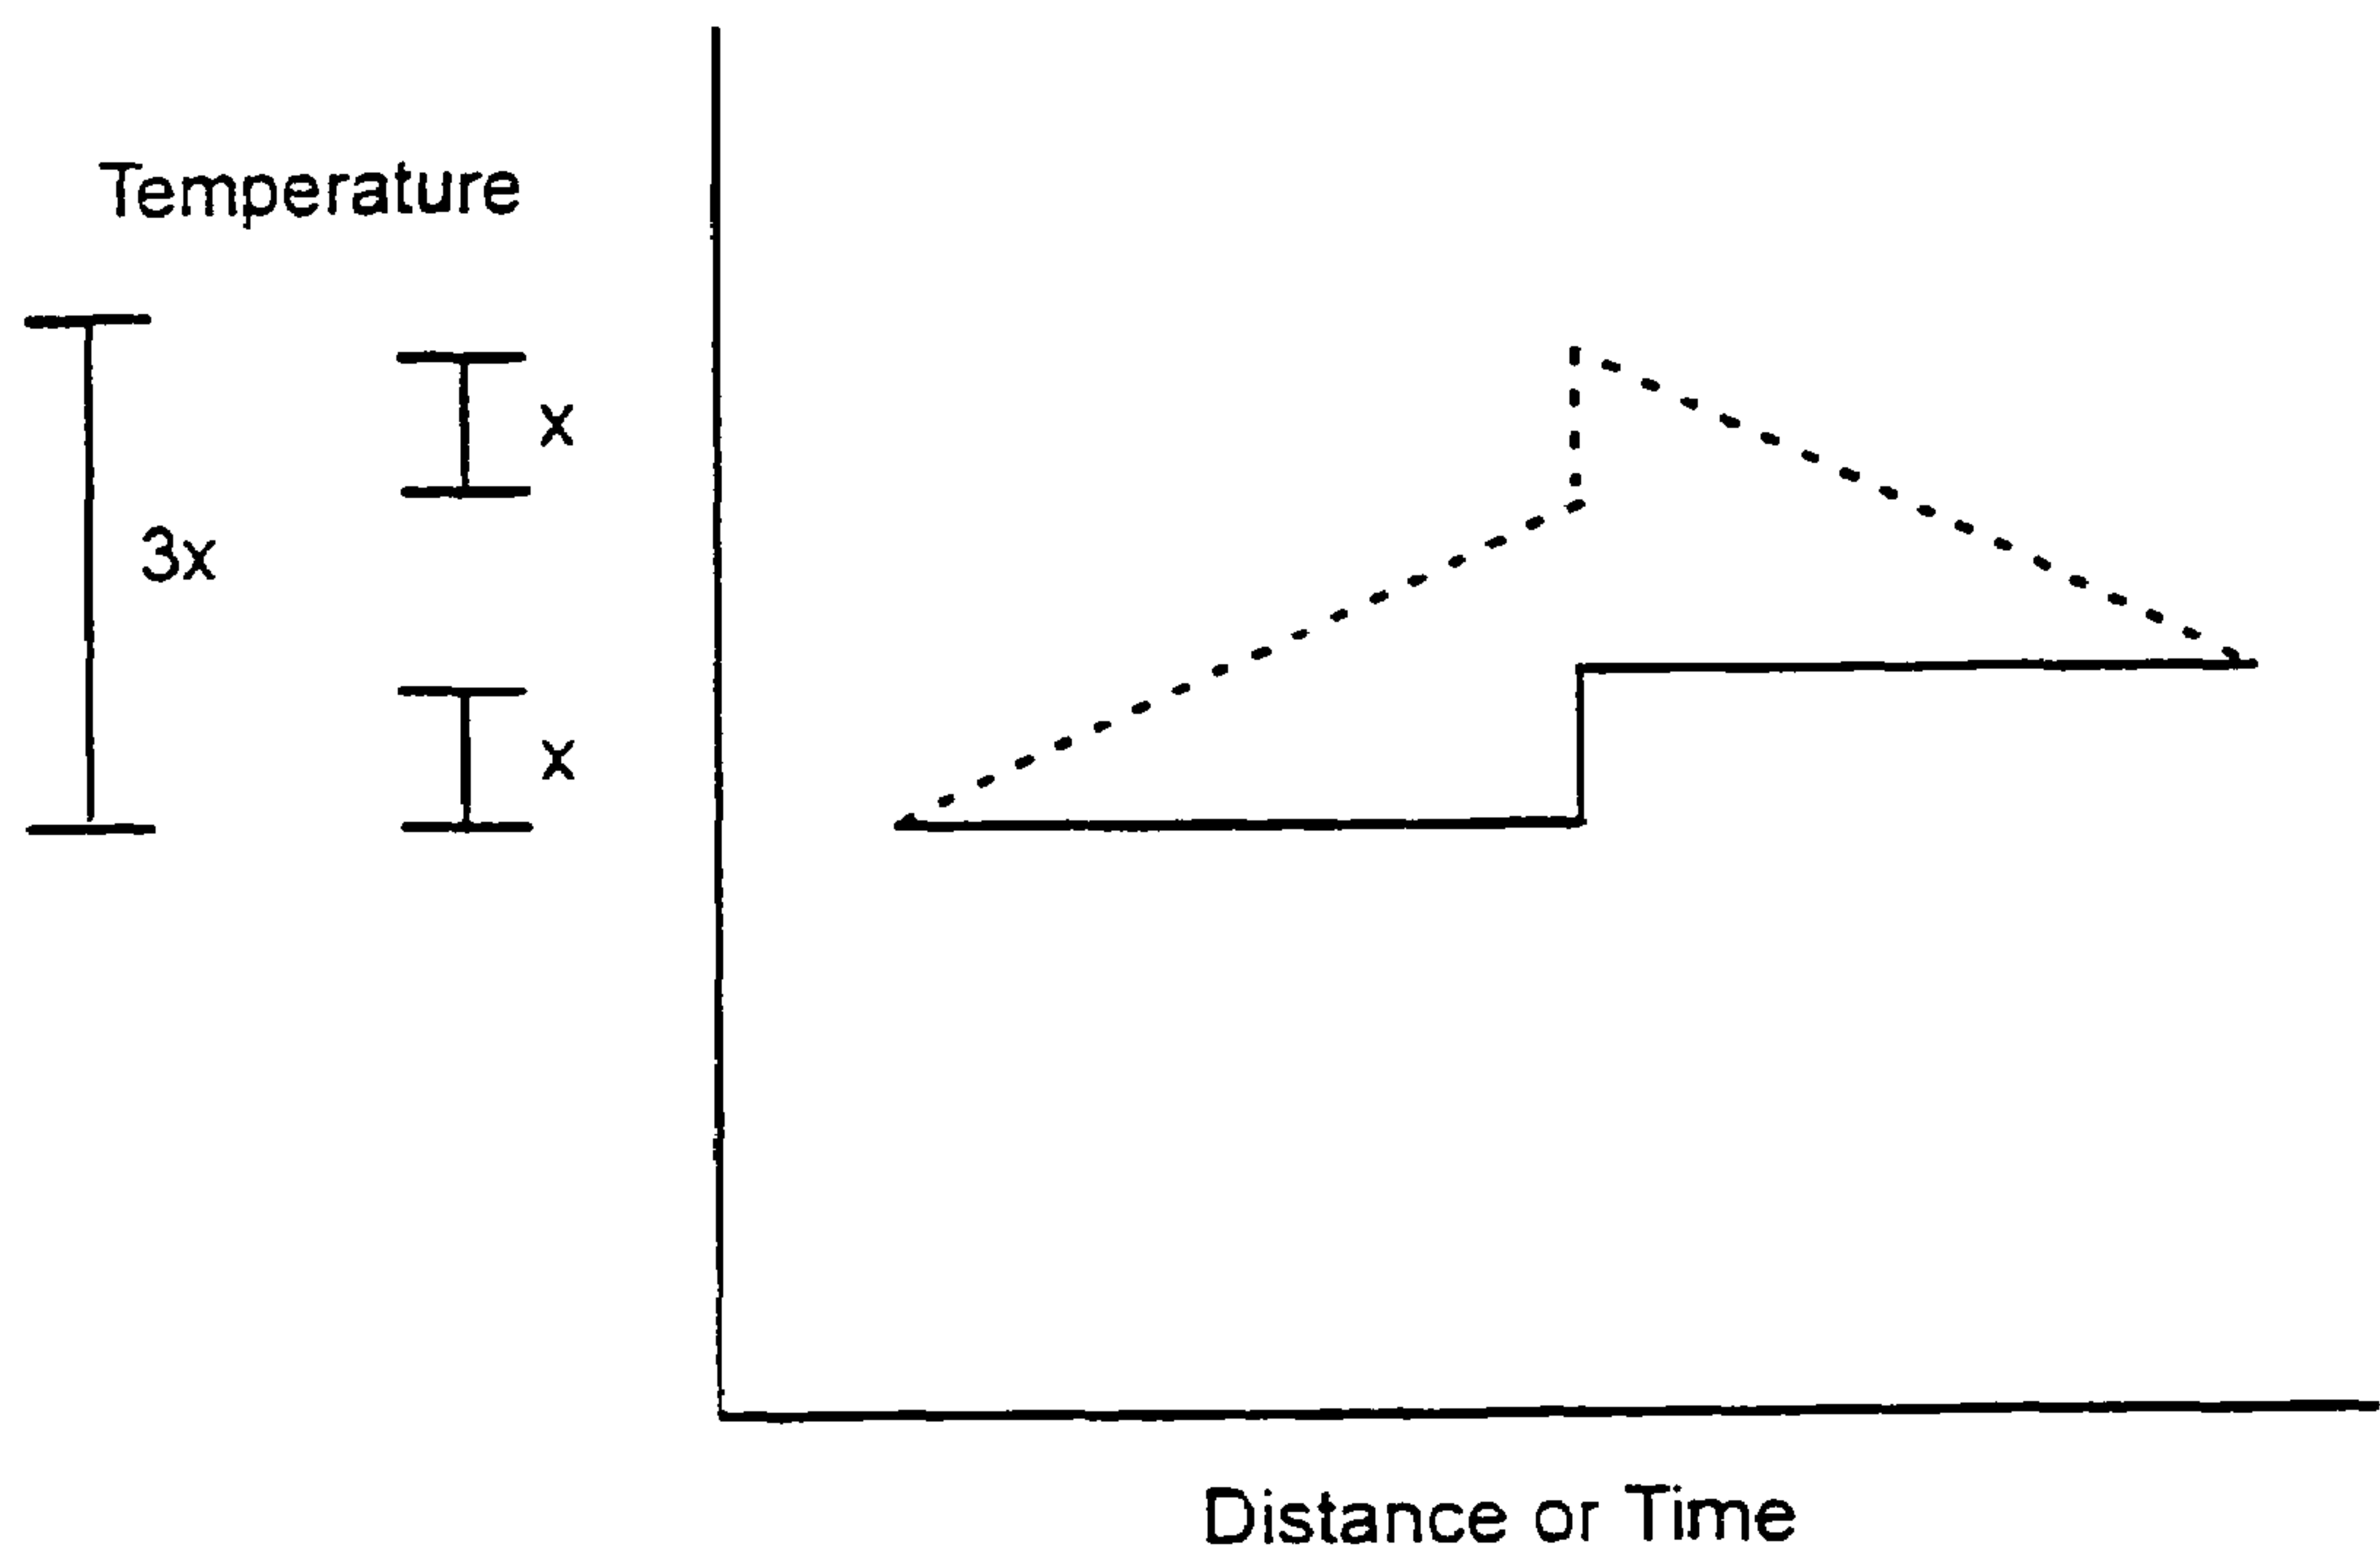 Temperature
x
3x
x
Distance or Time